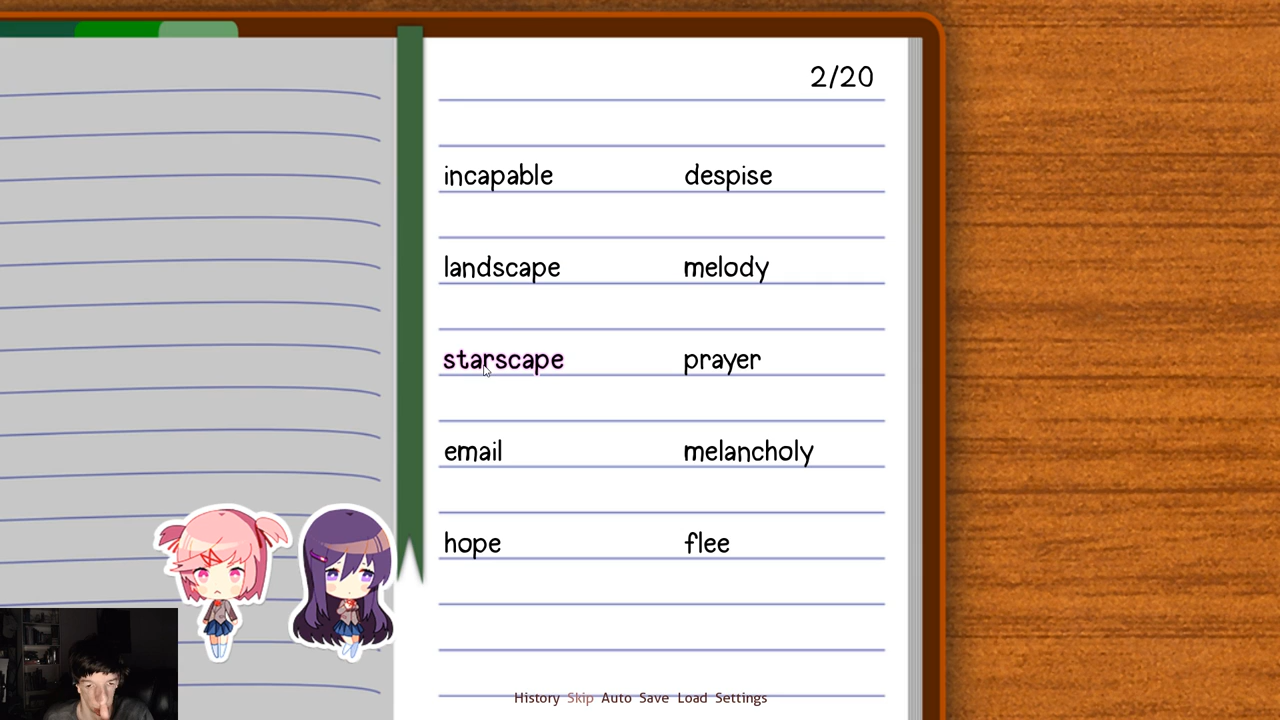 2/20
incapable despise
landscape melody
starscape prayer
email melancholy
hope flee
History Skip Auto Save Load Settings